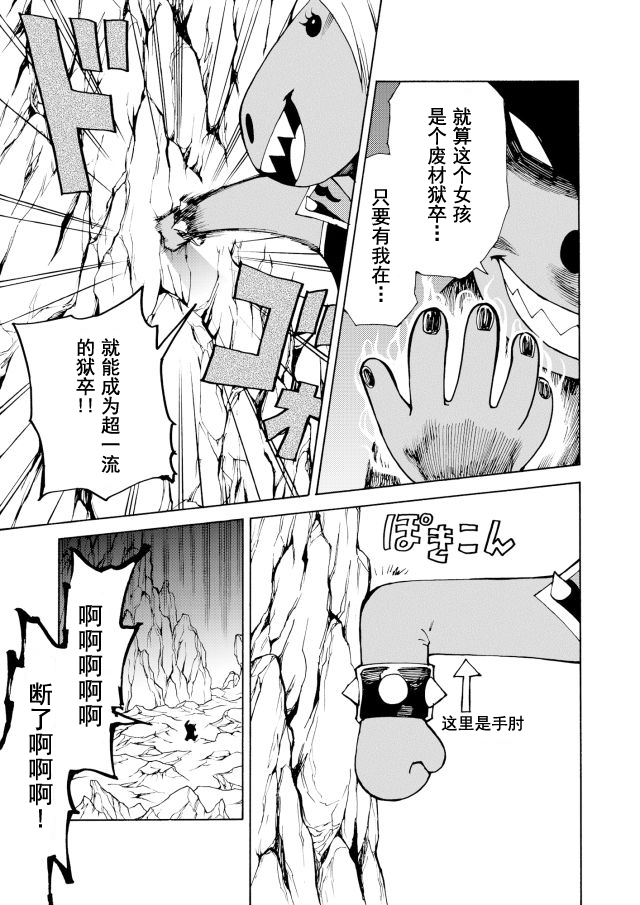 就算这个女孩
是个废材狱卒…
只要有我在…
ドゴォ
就能成为超一流
的狱卒!!
ぽきこん
这里是手肘
啊啊啊啊啊
断了啊啊啊！